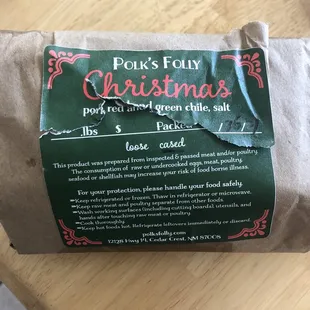 POLK'S FOLLY
Christmas
pork, red and green chile, salt
lbs $ Packed
loose cased
This product was prepared from inspected & passed meat and/or poultry.
The consumption of raw or undercooked eggs, meat, poultry,
seafood or shellfish may increase your risk of food borne illness.
For your protection, please handle your food safely.
Keep refrigerated or frozen. Thaw in refrigerator or microwave.
Keep raw meat and poultry separate from other foods.
Wash working surfaces (including cutting boards), utensils, and
hands after touching raw meat or poultry.
Cook thoroughly.
Keep hot foods hot. Refrigerate leftovers immediately or discard.
polksfolly.com
Hwy 14, Cedar Crest, NM 87008